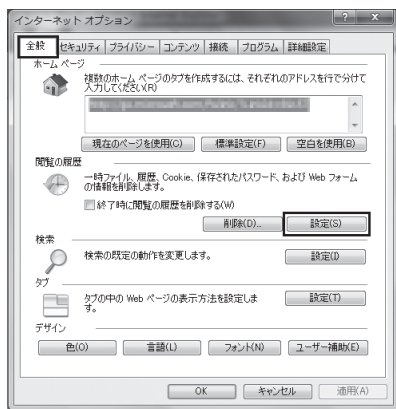 インターネット オプション
全般 セキュリティ プライバシー コンテンツ 接続 プログラム 詳細設定
ホーム ページ
複数のホーム ページのタブを作成するには、それぞれのアドレスを行で分けて
入力してください(R)
現在のページを使用(C) 標準設定(F) 空白を使用(B)
閲覧の履歴
一時ファイル、履歴、Cookie、保存されたパスワード、および Web フォーム
の情報を削除します。
終了時に閲覧の履歴を削除する(W)
削除(D)... 設定(S)
検索
検索の既定の動作を変更します。 設定(I)
タブ
タブの中の Web ページの表示方法を設定しま
す。
設定(T)
デザイン
色(O) 言語(L) フォント(N) ユーザー補助(E)
OK キャンセル 適用(A)